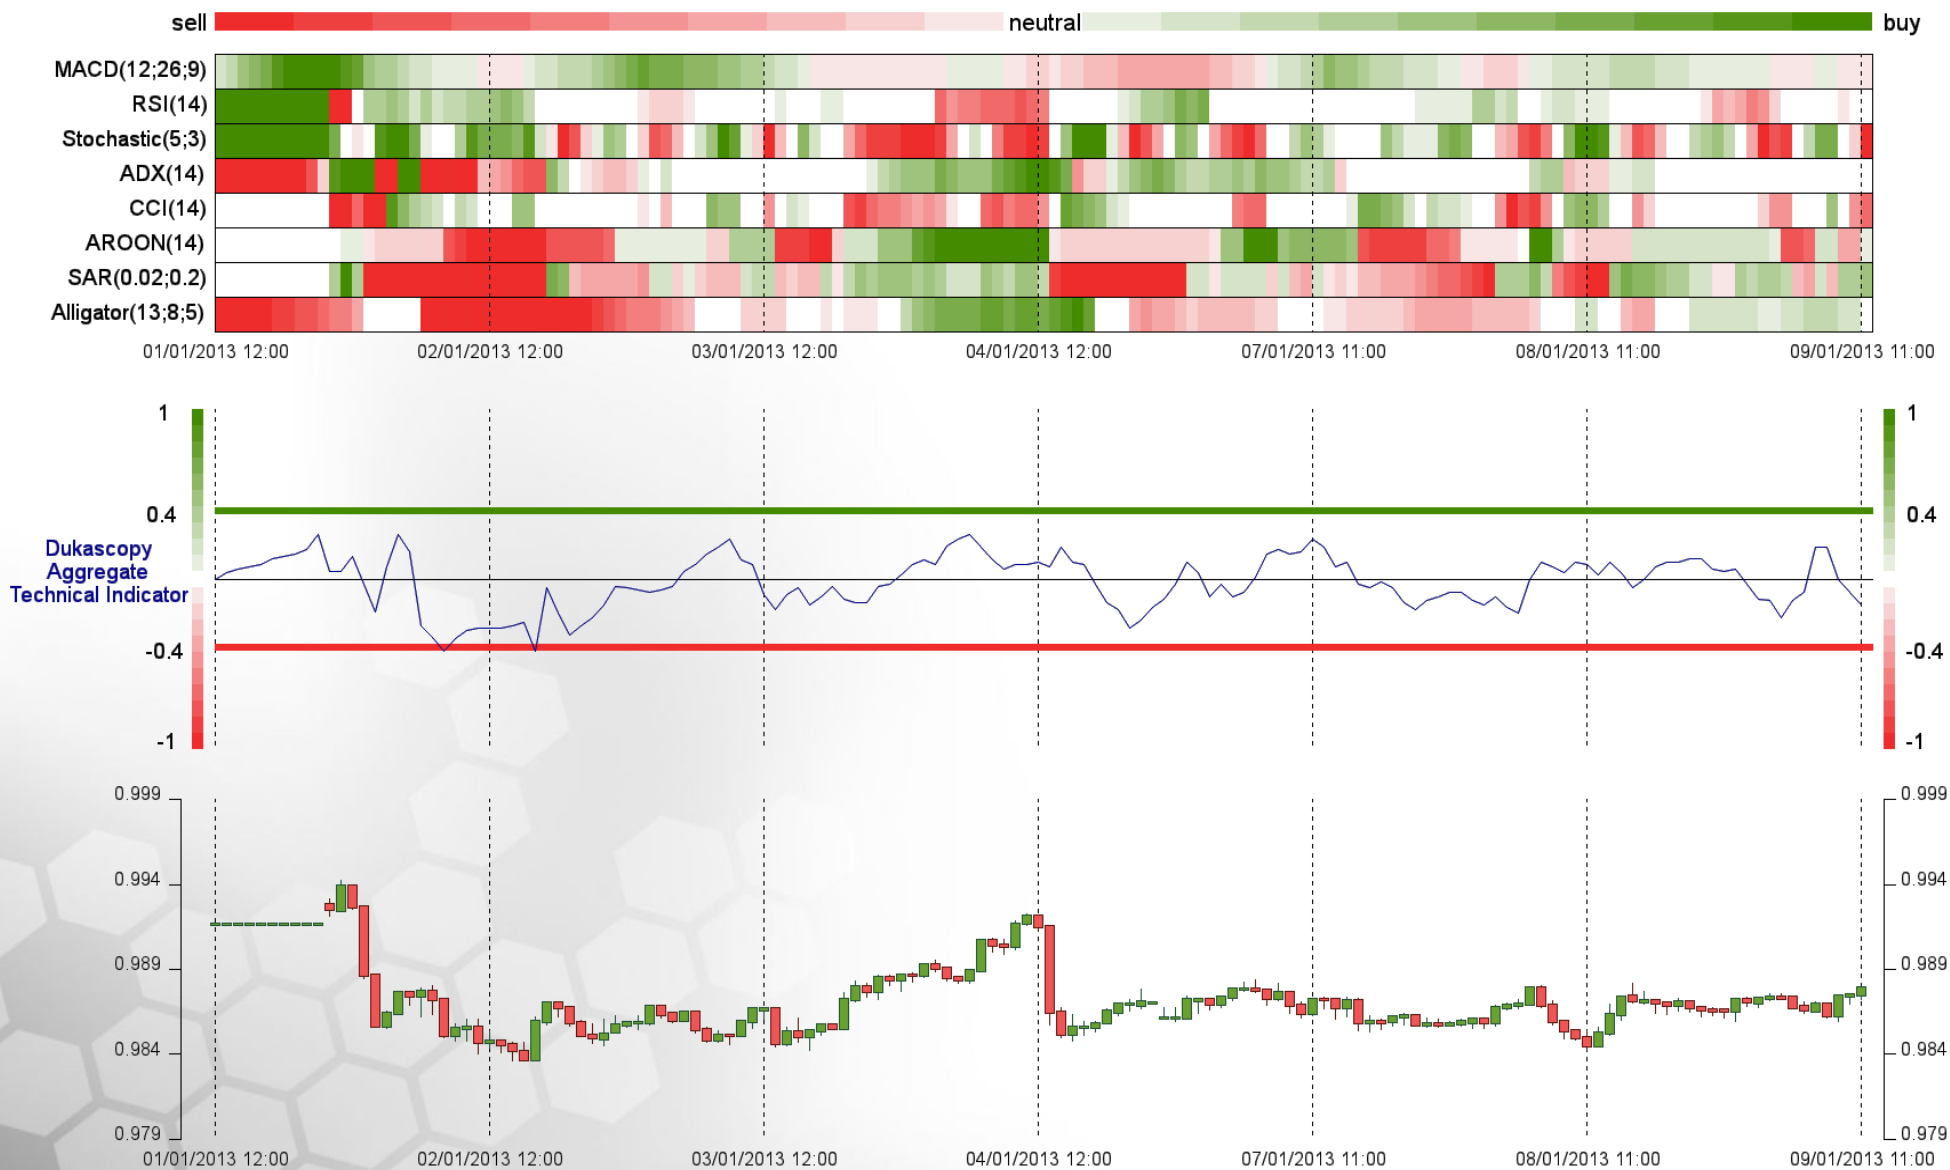 sell neutral buy
MACD(12;26;9)
RSI(14)
Stochastic(5;3)
ADX(14)
CCI(14)
AROON(14)
SAR(0.02;0.2)
Alligator(13;8;5)
01/01/2013 12:00 02/01/2013 12:00 03/01/2013 12:00 04/01/2013 12:00 07/01/2013 11:00 08/01/2013 11:00 09/01/2013 11:00
1 1
0.4 0.4
Dukascopy
Aggregate
Technical Indicator
-0.4 -0.4
-1 -1
0.999 0.999
0.994 0.994
0.989 0.989
0.984 0.984
0.979 0.979
01/01/2013 12:00 02/01/2013 12:00 03/01/2013 12:00 04/01/2013 12:00 07/01/2013 11:00 08/01/2013 11:00 09/01/2013 11:00